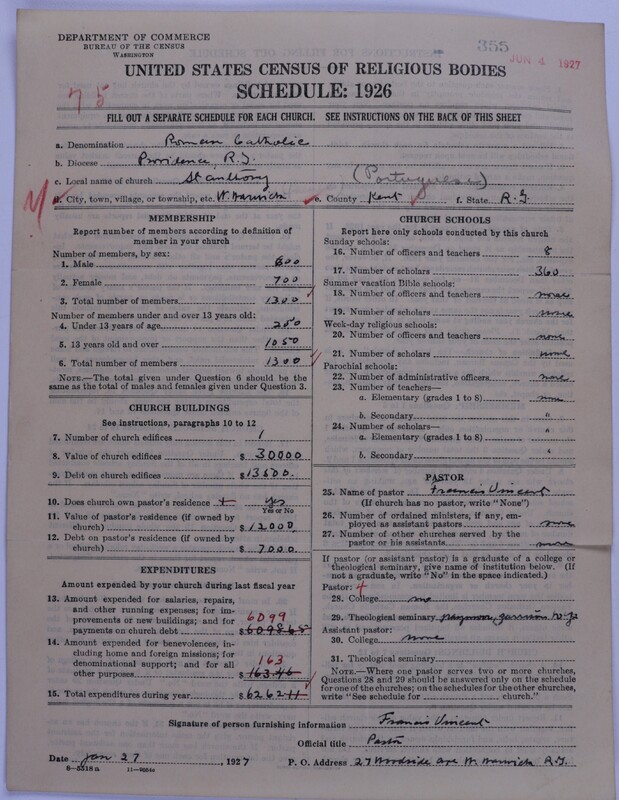 DEPARTMENT OF COMMERCE
BUREAU OF THE CENSUS
WASHINGTON
355
JUN 4 1927
UNITED STATES CENSUS OF RELIGIOUS BODIES
75
SCHEDULE: 1926
FILL OUT A SEPARATE SCHEDULE FOR EACH CHURCH. SEE INSTRUCTIONS ON THE BACK OF THIS SHEET
a. Denomination Roman Catholic
b. Diocese Providence, R.I.
c. Local name of church St anthony (Portuguese)
d. City, town, village, or township, etc. W. Warwick e. County Kent f. State R.I.
MEMBERSHIP
Report number of members according to definition of member in your church
Number of members, by sex:
1. Male 600
2. Female 700
3. Total number of members 1300
Number of members under and over 13 years old:
4. Under 13 years of age 250
5. 13 years old and over 1050
6. Total number of members 1300
NOTE.—The total given under Question 6 should be the same as the total of males and females given under Question 3.
CHURCH BUILDINGS
See instructions, paragraphs 10 to 12
7. Number of church edifices 1
8. Value of church edifices $ 30000
9. Debt on church edifices $ 13500.
10. Does church own pastor's residence yes
Yes or No
11. Value of pastor's residence (if owned by church) $ 12000
12. Debt on pastor's residence (if owned by church) $ 7000.
EXPENDITURES
Amount expended by your church during last fiscal year
13. Amount expended for salaries, repairs, and other running expenses; for improvements or new buildings; and for payments on church debt 6099
14. Amount expended for benevolences, including home and foreign missions; for denominational support; and for all other purposes 163
$ 163.46
15. Total expenditures during year $ 6262 11
CHURCH SCHOOLS
Report here only schools conducted by this church
Sunday schools:
16. Number of officers and teachers 8
17. Number of scholars 360
Summer vacation Bible schools:
18. Number of officers and teachers none
19. Number of scholars none
Week-day religious schools:
20. Number of officers and teachers none
21. Number of scholars none
Parochial schools:
22. Number of administrative officers none
23. Number of teachers—
a. Elementary (grades 1 to 8) none
b. Secondary "
24. Number of scholars—
a. Elementary (grades 1 to 8) "
b. Secondary "
PASTOR
25. Name of pastor Francis Vincent
(If church has no pastor, write "None")
26. Number of ordained ministers, if any, employed as assistant pastors none
27. Number of other churches served by the pastor or his assistants none
If pastor (or assistant pastor) is a graduate of a college or theological seminary, give name of institution below. (If not a graduate, write "No" in the space indicated.)
Pastor: 4
28. College no
29. Theological seminary
Assistant pastor:
30. College none
31. Theological seminary
NOTE.—Where one pastor serves two or more churches, Questions 28 and 29 should be answered only on the schedule for one of the churches; on the schedules for the other churches, write "See schedule for church."
Signature of person furnishing information Francis Vincent
Official title Pastor
Date Jan 27, 1927 P. O. Address 27 Woodside ave W. Warwick R.I.
8—5518a 11—9554a